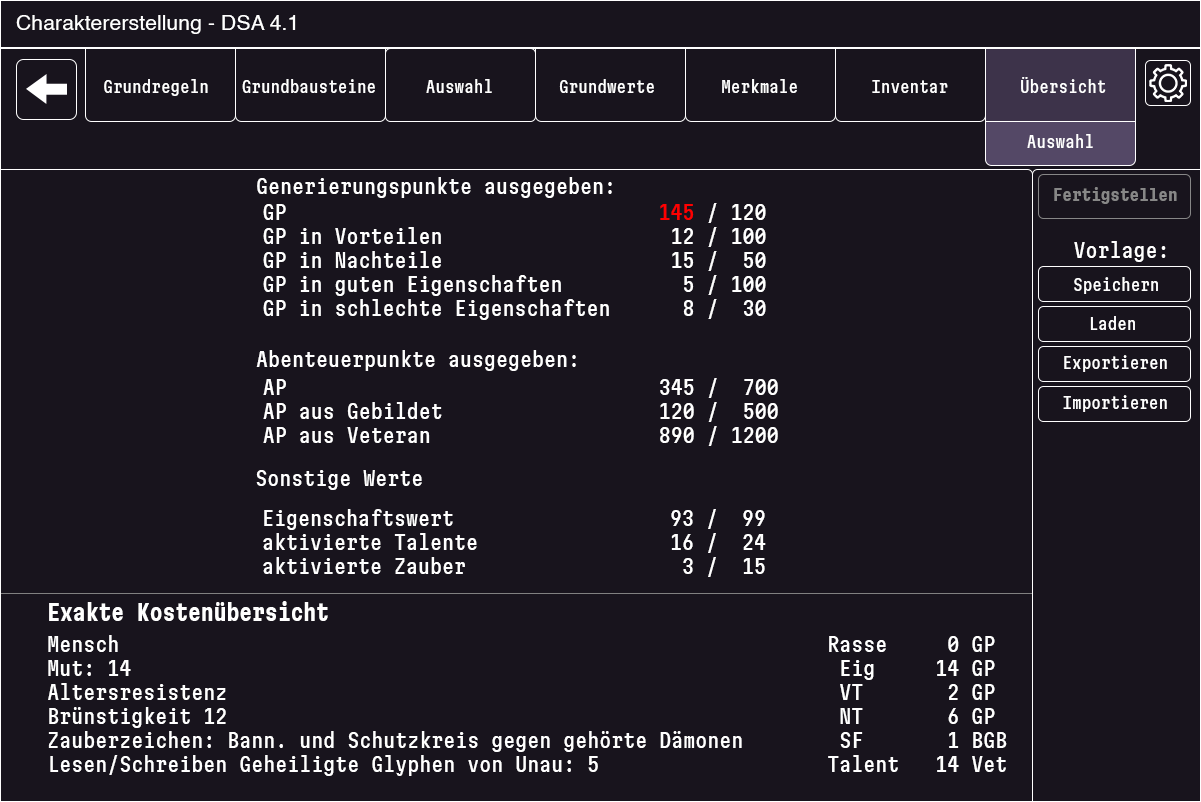 Charaktererstellung - DSA 4.1
Grundregeln Grundbausteine Auswahl Grundwerte Merkmale Inventar Übersicht
Auswahl
Generierungspunkte ausgegeben:
GP 145 / 120
GP in Vorteilen 12 / 100
GP in Nachteile 15 / 50
GP in guten Eigenschaften 5 / 100
GP in schlechte Eigenschaften 8 / 30
Abenteuerpunkte ausgegeben:
AP 345 / 700
AP aus Gebildet 120 / 500
AP aus Veteran 890 / 1200
Sonstige Werte
Eigenschaftswert 93 / 99
aktivierte Talente 16 / 24
aktivierte Zauber 3 / 15
Exakte Kostenübersicht
Mensch Rasse 0 GP
Mut: 14 Eig 14 GP
Altersresistenz VT 2 GP
Brünstigkeit 12 NT 6 GP
Zauberzeichen: Bann. und Schutzkreis gegen gehörte Dämonen SF 1 BGB
Lesen/Schreiben Geheiligte Glyphen von Unau: 5 Talent 14 Vet
Fertigstellen
Vorlage:
Speichern
Laden
Exportieren
Importieren